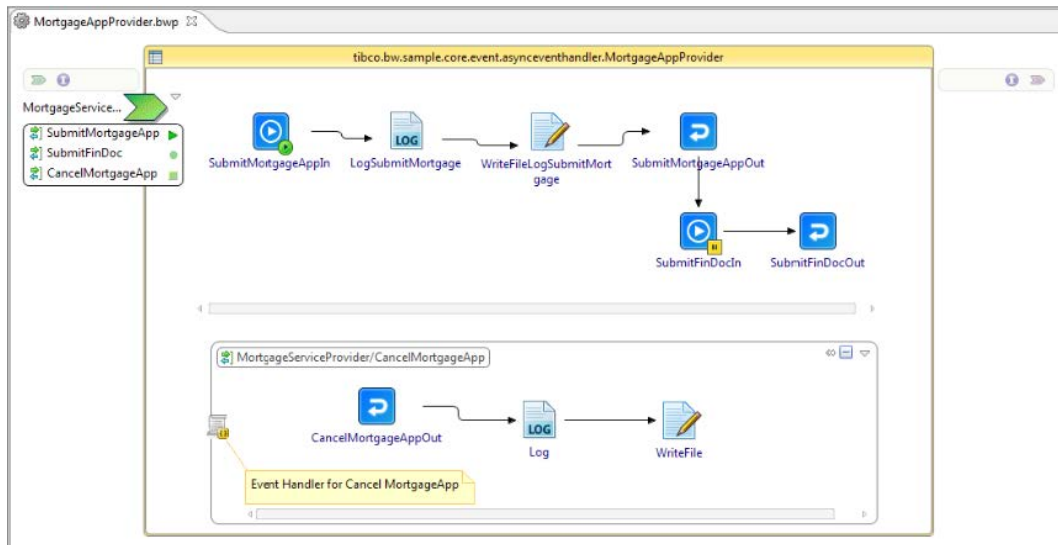 MortgageAppProvider.bwp
tibco.bw.sample.core.event.asynceventhandler.MortgageAppProvider
MortgageService...
SubmitMortgageApp
SubmitFinDoc
CancelMortgageApp
SubmitMortgageAppIn
LOG
LogSubmitMortgage
WriteFileLogSubmitMort
gage
SubmitMortgageAppOut
SubmitFinDocIn
SubmitFinDocOut
MortgageServiceProvider/CancelMortgageApp
CancelMortgageAppOut
LOG
Log
WriteFile
Event Handler for Cancel MortgageApp